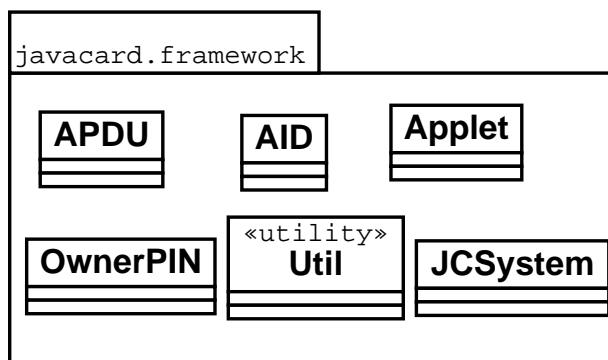 javacard.framework
APDU
AID
Applet
OwnerPIN
«utility»
Util
JCSystem